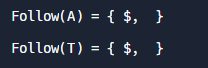 Follow(A) = { $,  }
Follow(T) = { $,  }